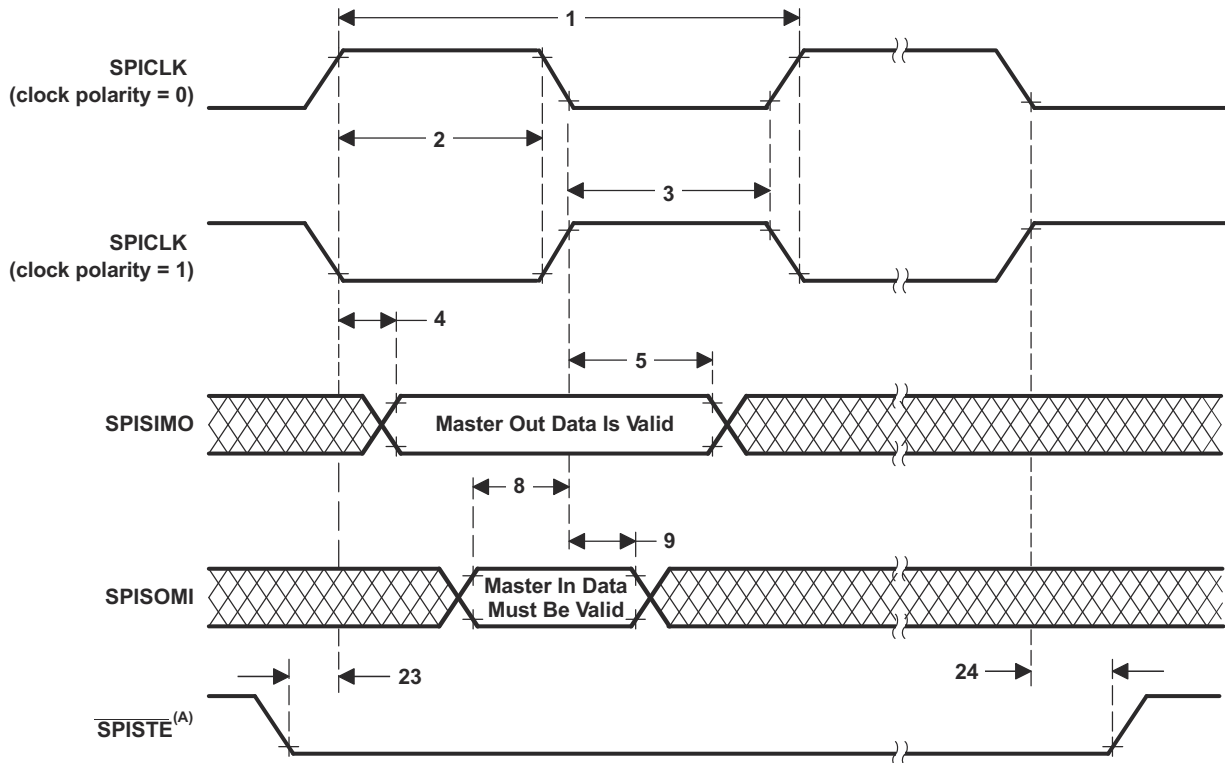 1
SPICLK
(clock polarity = 0)
2
3
SPICLK
(clock polarity = 1)
4
5
SPISIMO
Master Out Data Is Valid
8
9
SPISOMI
Master In Data
Must Be Valid
23
24
SPISTE(A)